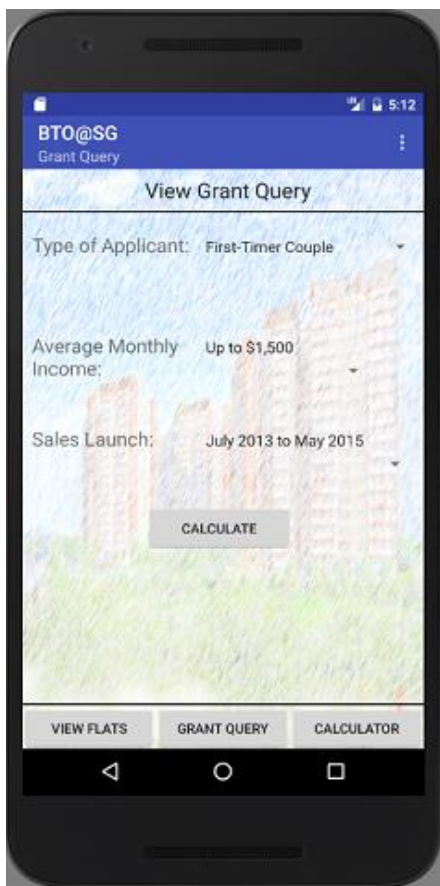 5:12
BTO@SG
Grant Query
View Grant Query
Type of Applicant: First-Timer Couple
Average Monthly Up to $1,500
Income:
Sales Launch: July 2013 to May 2015
CALCULATE
VIEW FLATS GRANT QUERY CALCULATOR